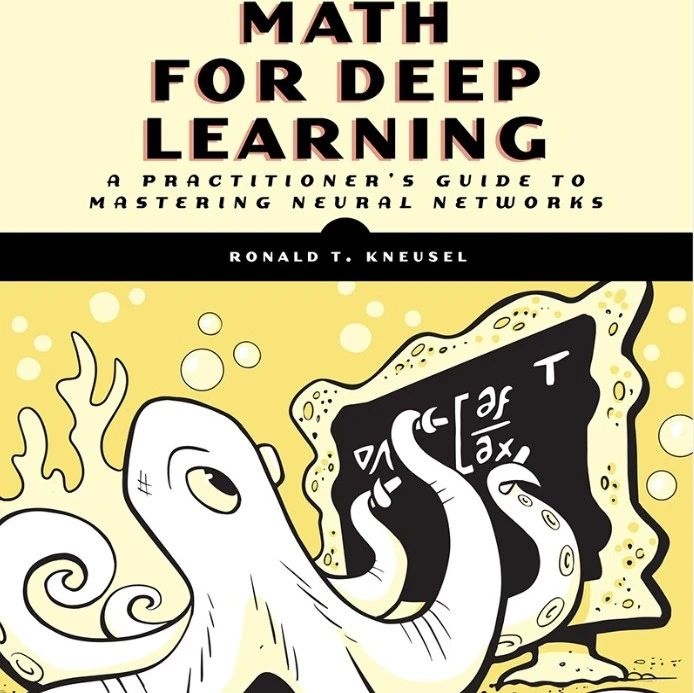 MATH
FOR DEEP
LEARNING
A PRACTITIONER'S GUIDE TO
MASTERING NEURAL NETWORKS
RONALD T. KNEUSEL
[∂f
∂x
T